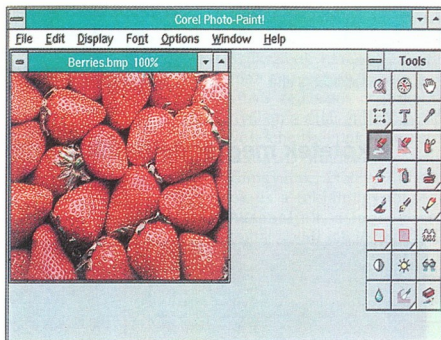 Corel Photo-Paint!
File Edit Display Font Options Window Help
Berries.bmp 100%
Tools
T